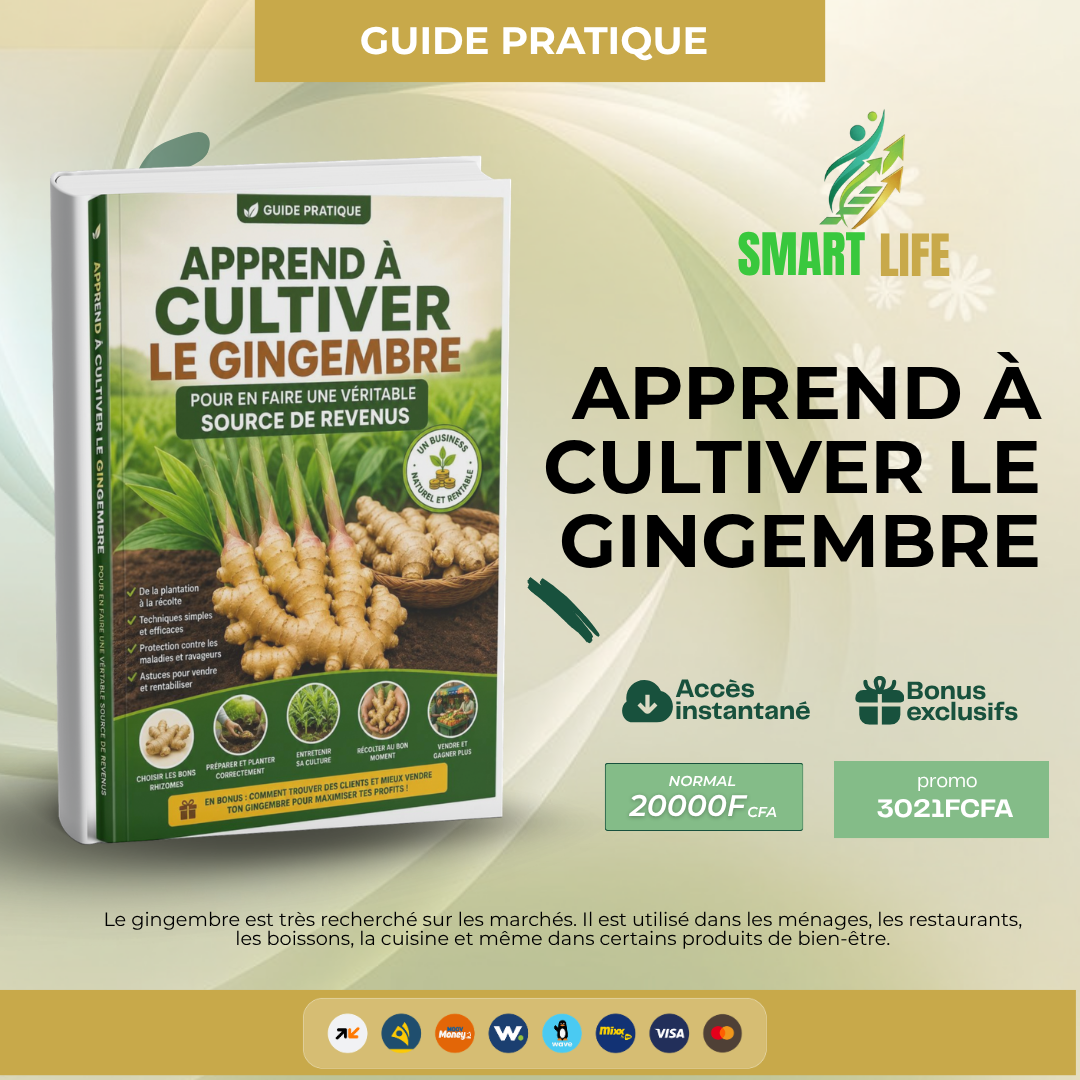 GUIDE PRATIQUE
SMART LIFE
GUIDE PRATIQUE
APPREND À
CULTIVER
LE GINGEMBRE
POUR EN FAIRE UNE VÉRITABLE
SOURCE DE REVENUS
UN BUSINESS
NATUREL ET RENTABLE
De la plantation
à la récolte
Techniques simples
et efficaces
Protection contre les
maladies et ravageurs
Astuces pour vendre
et rentabiliser
CHOISIR LES BONS
RHIZOMES
PRÉPARER ET PLANTER
CORRECTEMENT
ENTRETENIR
SA CULTURE
RÉCOLTER AU BON
MOMENT
VENDRE ET
GAGNER PLUS
EN BONUS : COMMENT TROUVER DES CLIENTS ET MIEUX VENDRE
TON GINGEMBRE POUR MAXIMISER TES PROFITS !
APPREND À CULTIVER LE GINGEMBRE POUR EN FAIRE UNE VÉRTABLE SOURCE DE REVENUS
APPREND À
CULTIVER LE
GINGEMBRE
Accès
instantané
Bonus
exclusifs
NORMAL
20000F CFA
promo
3021FCFA
Le gingembre est très recherché sur les marchés. Il est utilisé dans les ménages, les restaurants,
les boissons, la cuisine et même dans certains produits de bien-être.
Money
W.
wave
mixx
VISA